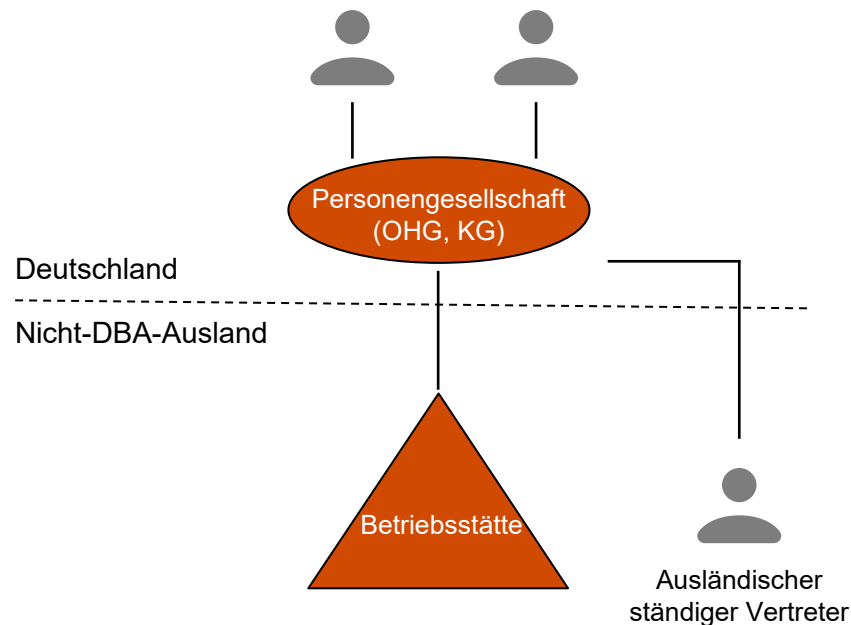 Personengesellschaft
(OHG, KG)
Deutschland
Nicht-DBA-Ausland
Betriebsstätte
Ausländischer
ständiger Vertreter